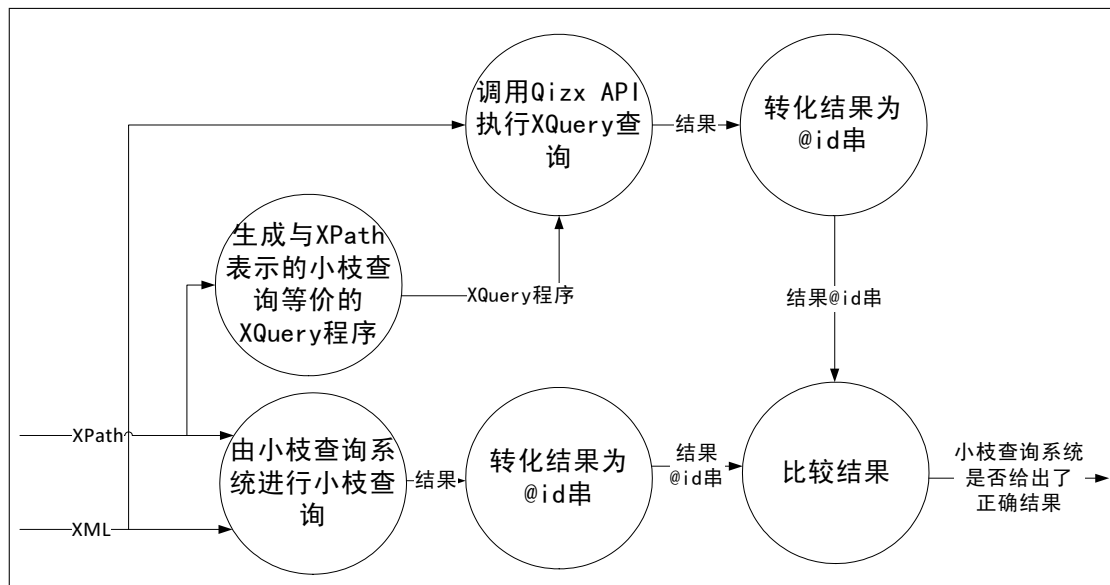 调用Qizx API
执行XQuery查
询
结果
转化结果为
@id串
生成与XPath
表示的小枝查
询等价的
XQuery程序
XQuery程序
结果@id串
XPath
由小枝查询系
统进行小枝查
询
结果
转化结果为
@id串
结果
@id串
比较结果
小枝查询系统
是否给出了
正确结果
XML